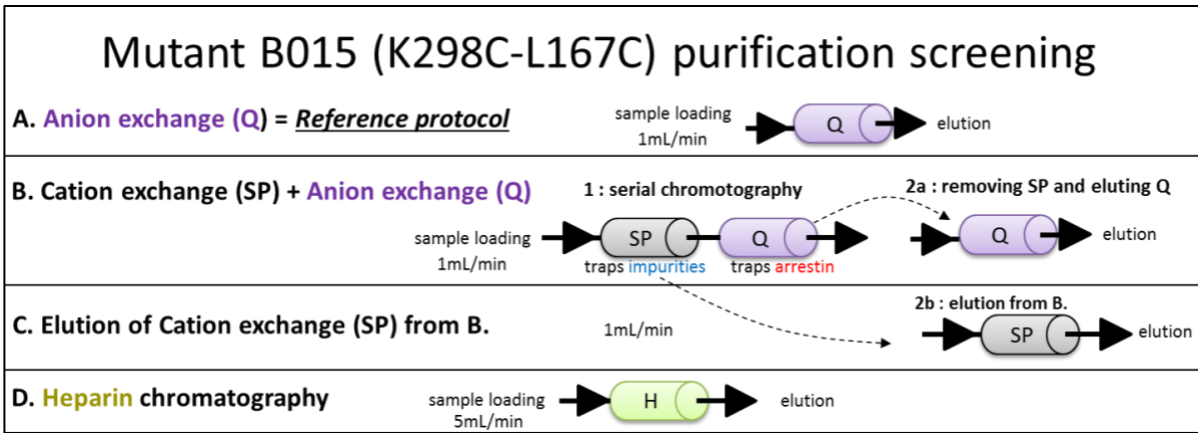 Mutant B015 (K298C-L167C) purification screening
A. Anion exchange (Q) = Reference protocol
sample loading
1mL/min
Q
elution
B. Cation exchange (SP) + Anion exchange (Q)
1 : serial chromotography
2a : removing SP and eluting Q
sample loading
1mL/min
SP
Q
Q
elution
traps impurities
traps arrestin
C. Elution of Cation exchange (SP) from B.
1mL/min
2b : elution from B.
SP
elution
D. Heparin chromatography
sample loading
5mL/min
H
elution